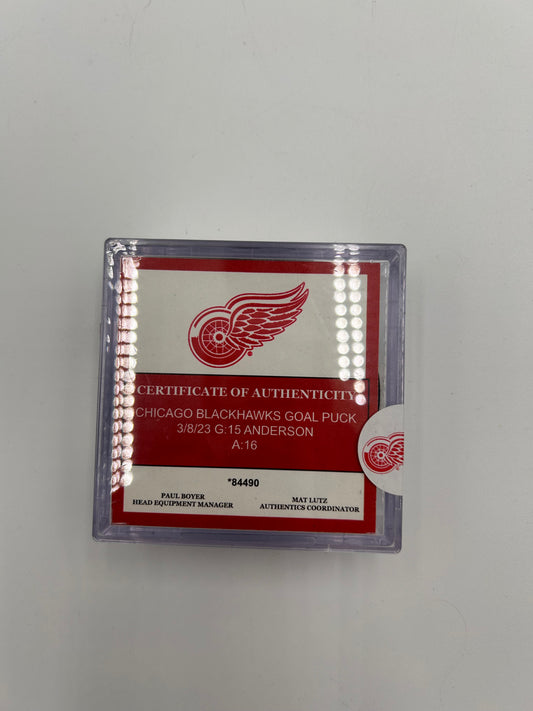 CERTIFICATE OF AUTHENTICITY
CHICAGO BLACKHAWKS GOAL PUCK
3/8/23 G:15 ANDERSON
A:16
*84490
PAUL BOYER
HEAD EQUIPMENT MANAGER
MAT LUTZ
AUTHENTICS COORDINATOR